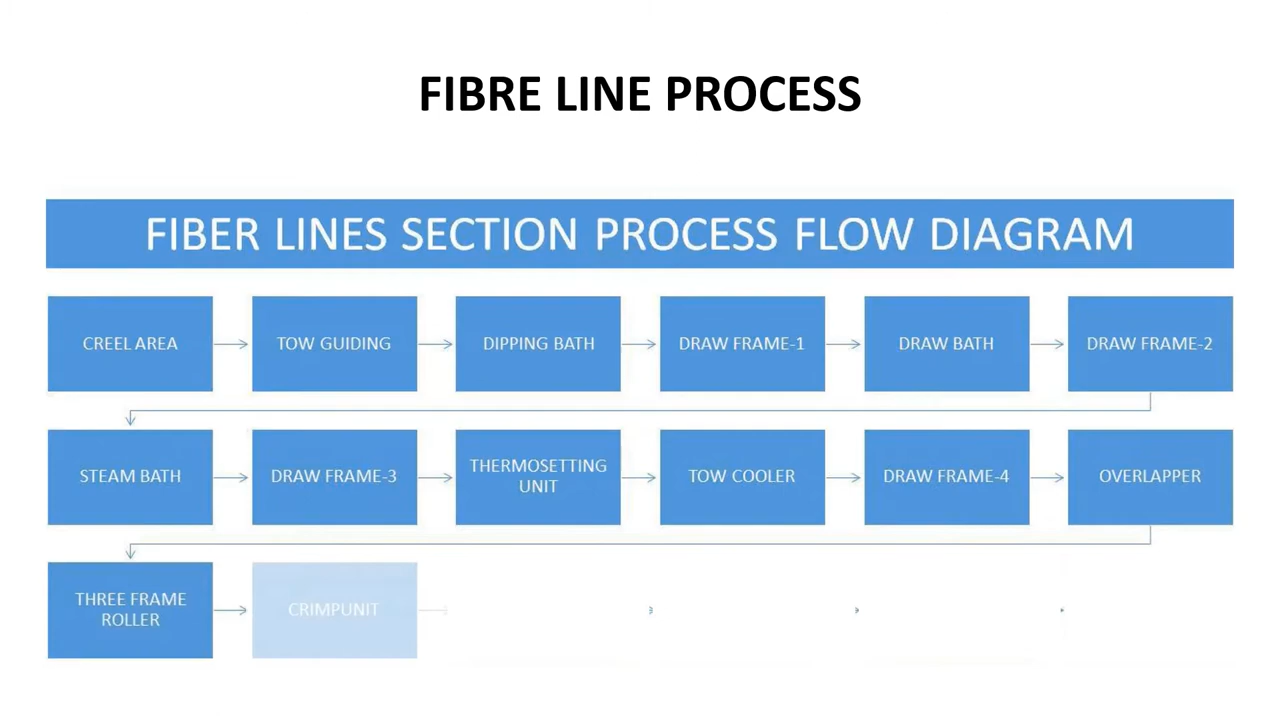 FIBRE LINE PROCESS
FIBER LINES SECTION PROCESS FLOW DIAGRAM
CREEL AREA
TOW GUIDING
DIPPING BATH
DRAW FRAME-1
DRAW BATH
DRAW FRAME-2
STEAM BATH
DRAW FRAME-3
THERMOSETTING
UNIT
TOW COOLER
DRAW FRAME-4
OVERLAPPER
THREE FRAME
ROLLER
CRIMPUNIT